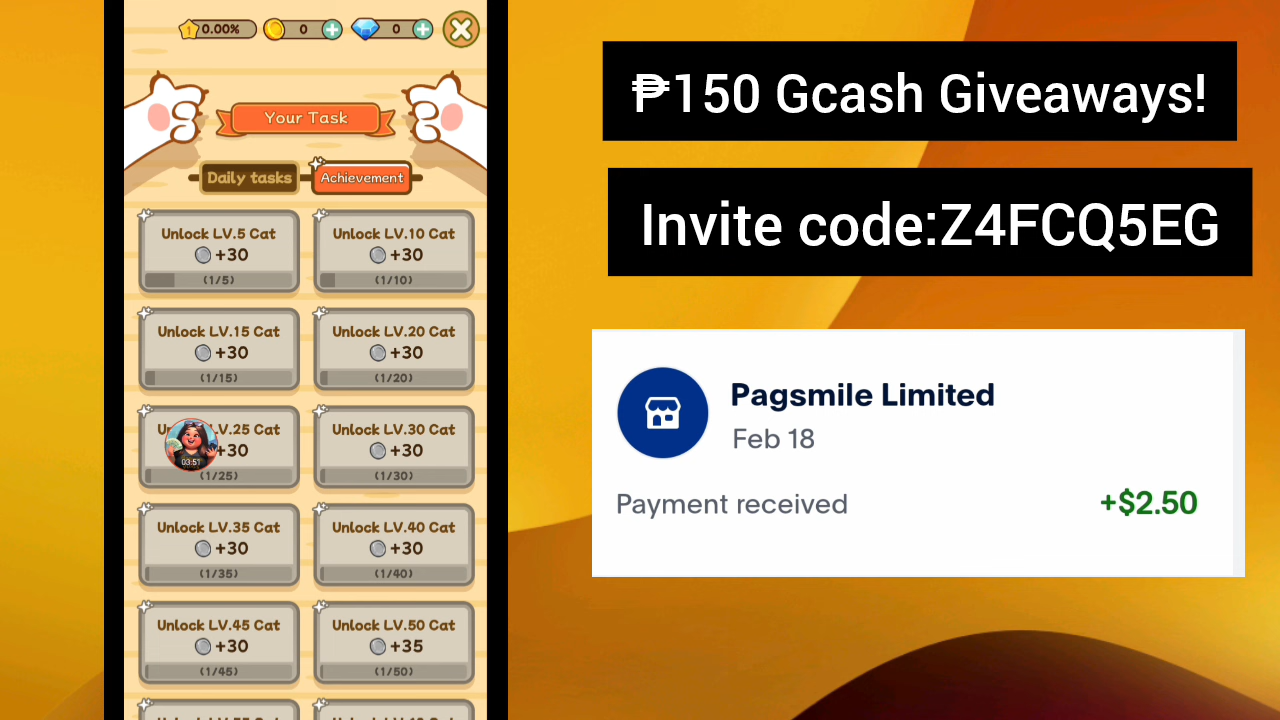 1 0.00% 0 0
Your Task
Daily tasks Achievement
Unlock LV.5 Cat
+30
(1/5)
Unlock LV.10 Cat
+30
(1/10)
Unlock LV.15 Cat
+30
(1/15)
Unlock LV.20 Cat
+30
(1/20)
V.25 Cat
+30
03:51
(1/25)
Unlock LV.30 Cat
+30
(1/30)
Unlock LV.35 Cat
+30
(1/35)
Unlock LV.40 Cat
+30
(1/40)
Unlock LV.45 Cat
+30
(1/45)
Unlock LV.50 Cat
+35
(1/50)
₱150 Gcash Giveaways!
Invite code:Z4FCQ5EG
Pagsmile Limited
Feb 18
Payment received +$2.50